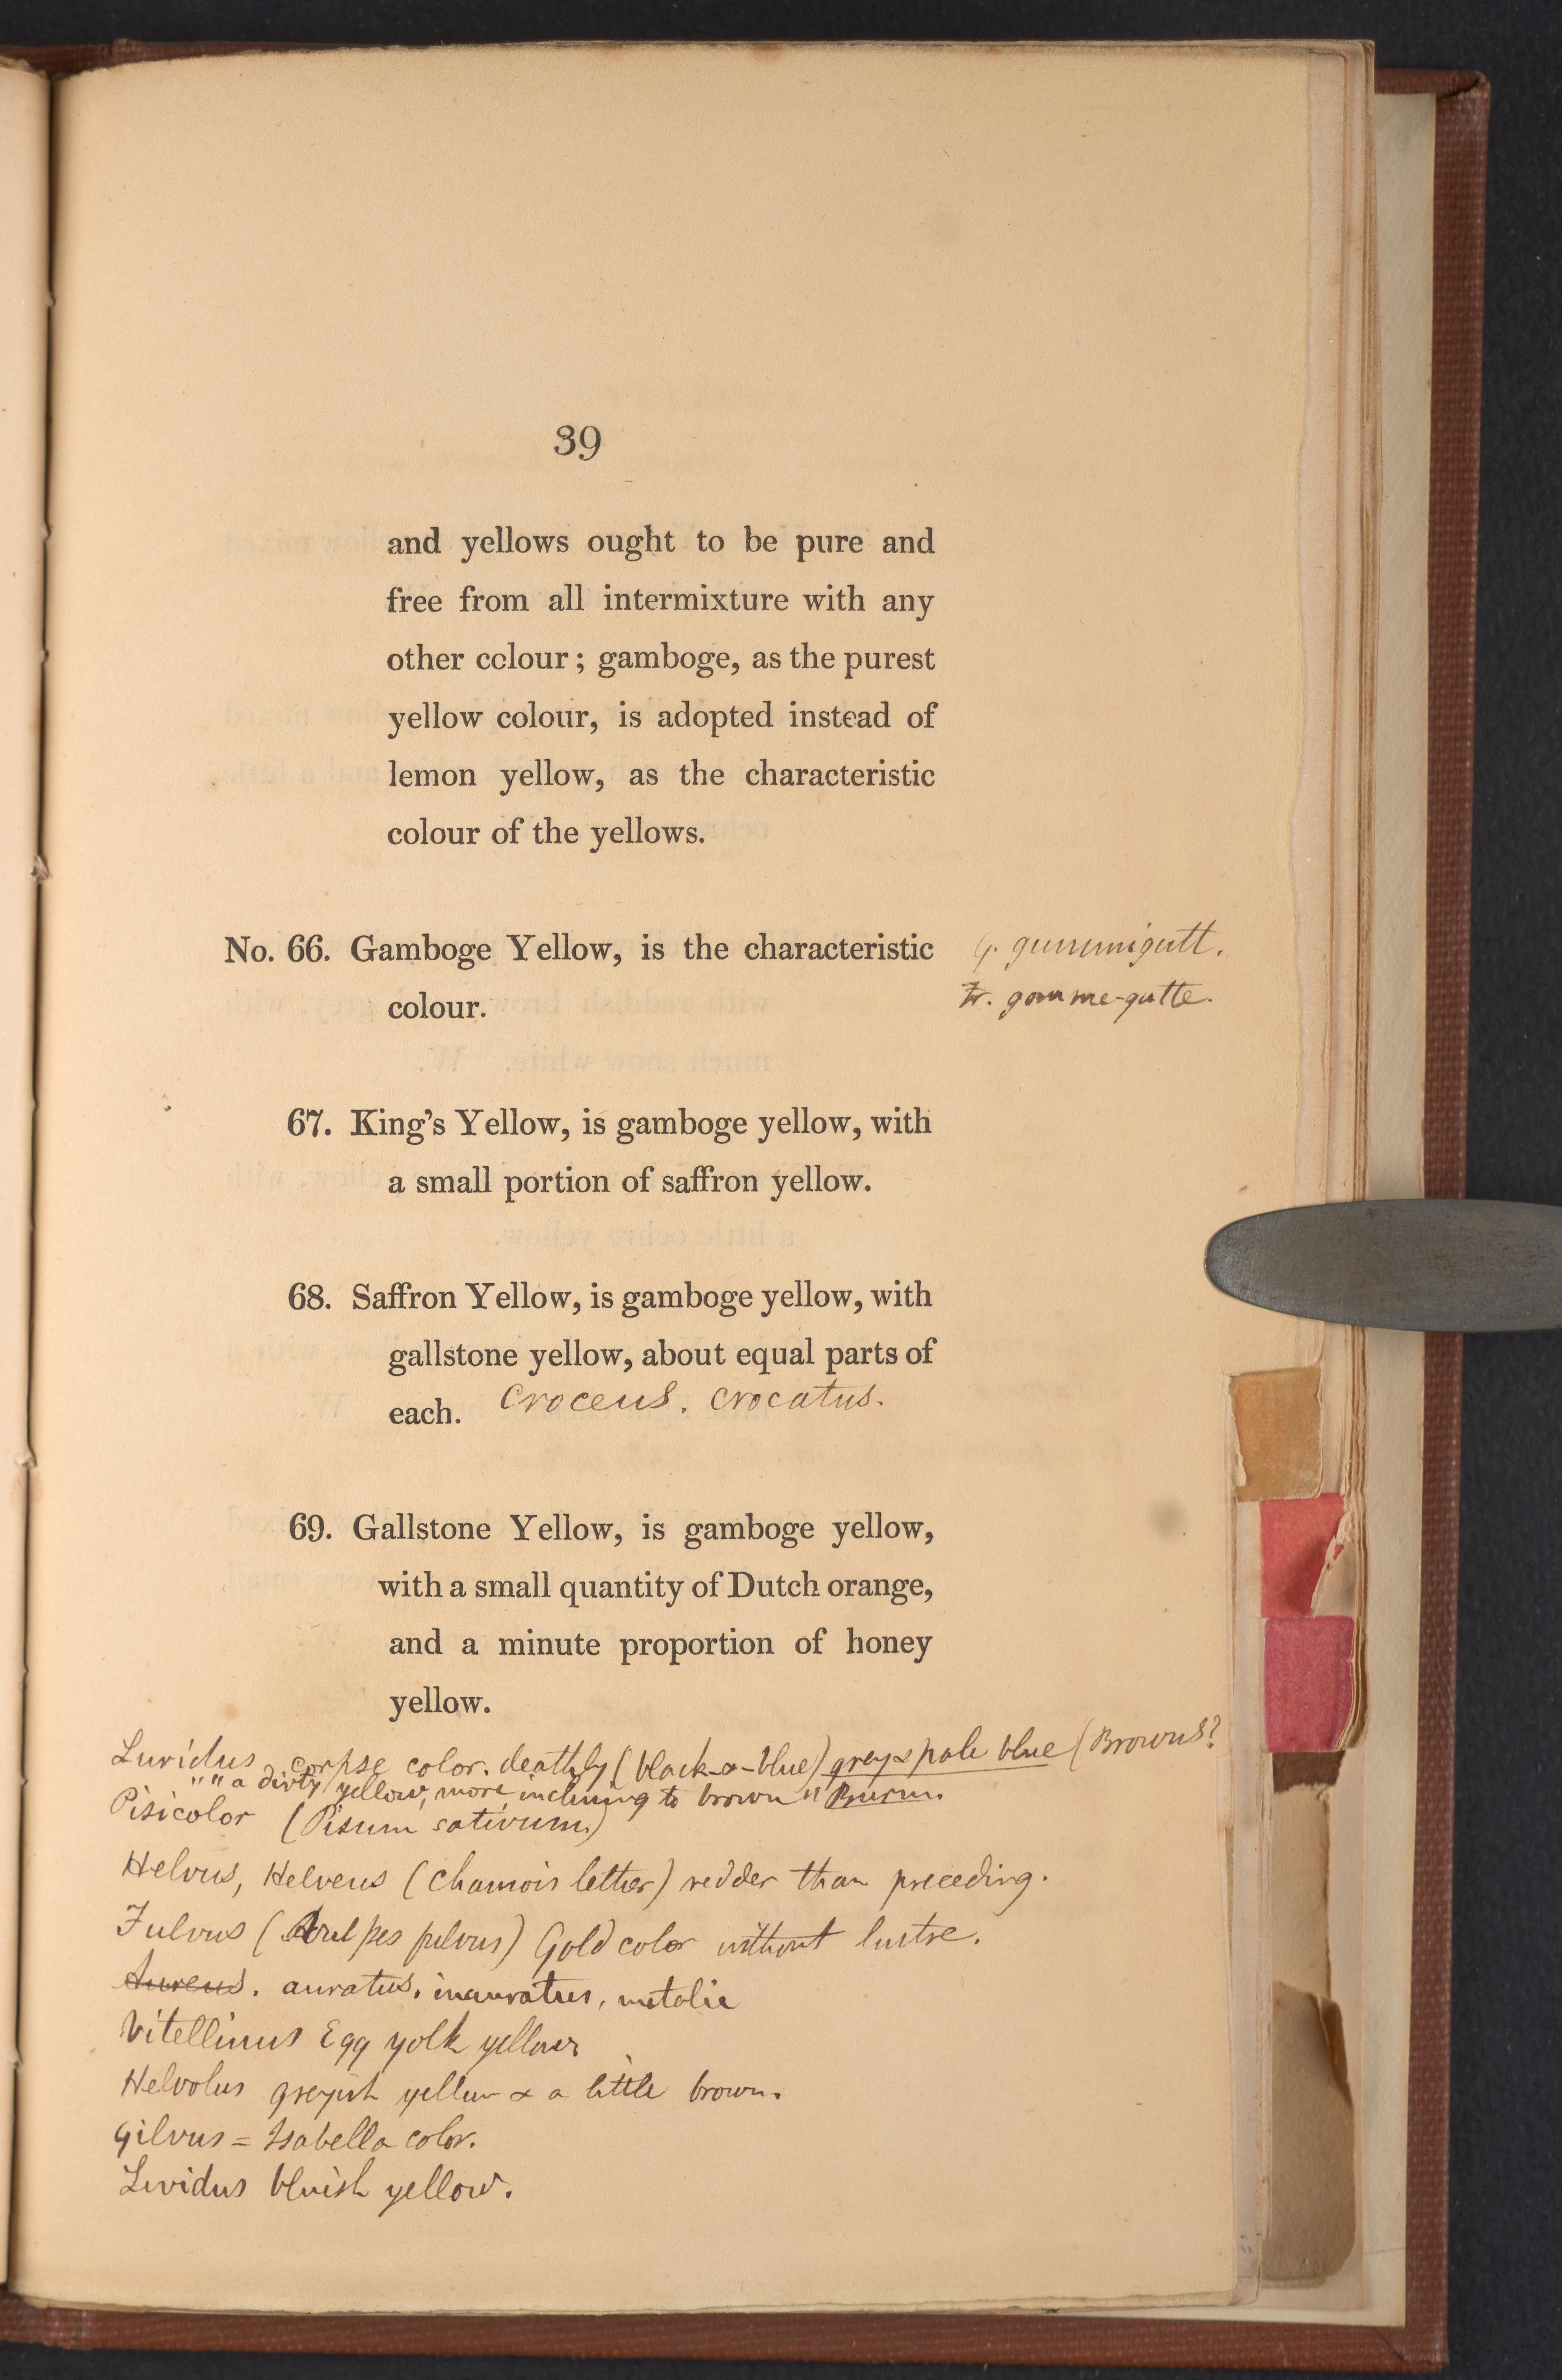 39
and yellows ought to be pure and
free from all intermixture with any
other colour; gamboge, as the purest
yellow colour, is adopted instead of
lemon yellow, as the characteristic
colour of the yellows.
No. 66. Gamboge Yellow, is the characteristic
colour.
G. gummigutt.
Fr. gomme-gutte.
67. King's Yellow, is gamboge yellow, with
a small portion of saffron yellow.
68. Saffron Yellow, is gamboge yellow, with
gallstone yellow, about equal parts of
each. Croceus. Crocatus.
69. Gallstone Yellow, is gamboge yellow,
with a small quantity of Dutch orange,
and a minute proportion of honey
yellow.
Luridus corpse color. deathly (black-&-blue) grey & pale blue (Browns?
" " a dirty yellow, more inclining to brown "
Pisicolor (Pisum sativum)
Helvus, Helveus (Chamois lether) redder than preceding.
Fulvus (vulpes fulvus) Gold color without lustre.
Aureus. auratus. inauratus, metalic
Vitellinus Egg yolk yellow
Helvolus greyish yellow & a little brown.
Gilvus = Isabella color.
Lividus bluish yellow.